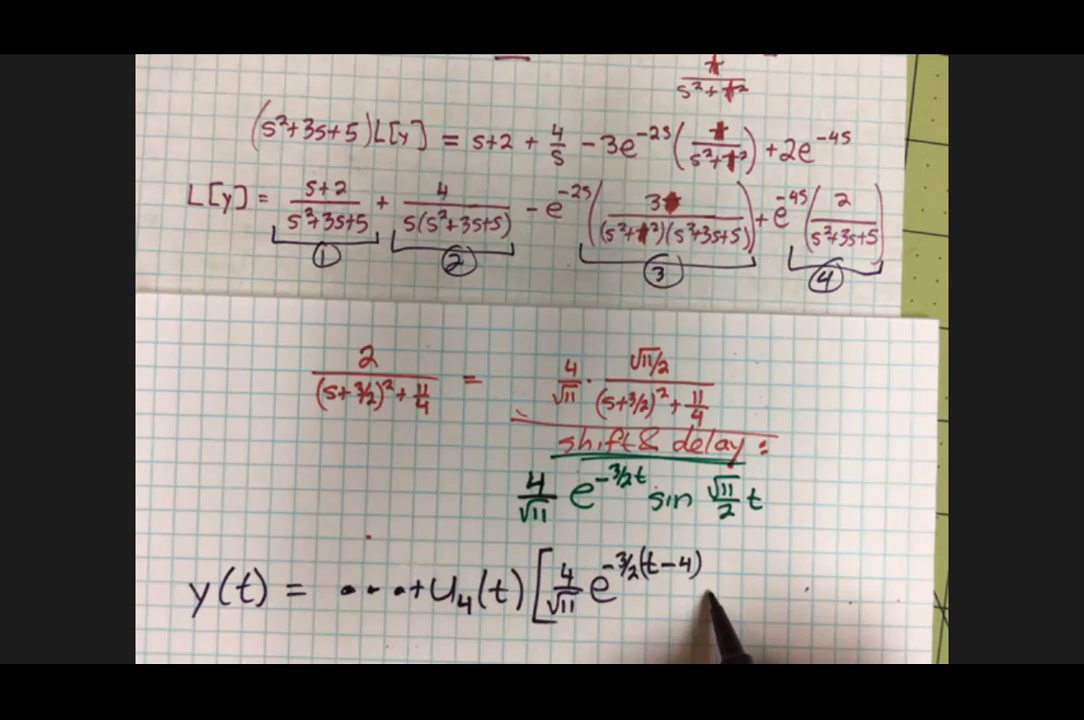 π/(s²+π²)
(s²+3s+5)L[y] = s+2 + 4/s − 3e^(−2s)(π/(s²+π²)) + 2e^(−4s)
L[y] = (s+2)/(s²+3s+5) + 4/(s(s²+3s+5)) − e^(−2s)(3π/((s²+π²)(s²+3s+5))) + e^(−4s)(2/(s²+3s+5))
① ② ③ ④
2/((s+3/2)²+11/4) = 4/√11 · (√11/2)/((s+3/2)²+11/4)
shift & delay:
4/√11 e^(−3/2t) sin √11/2 t
y(t) = ...+U₄(t)[4/√11 e^(−3/2(t−4))